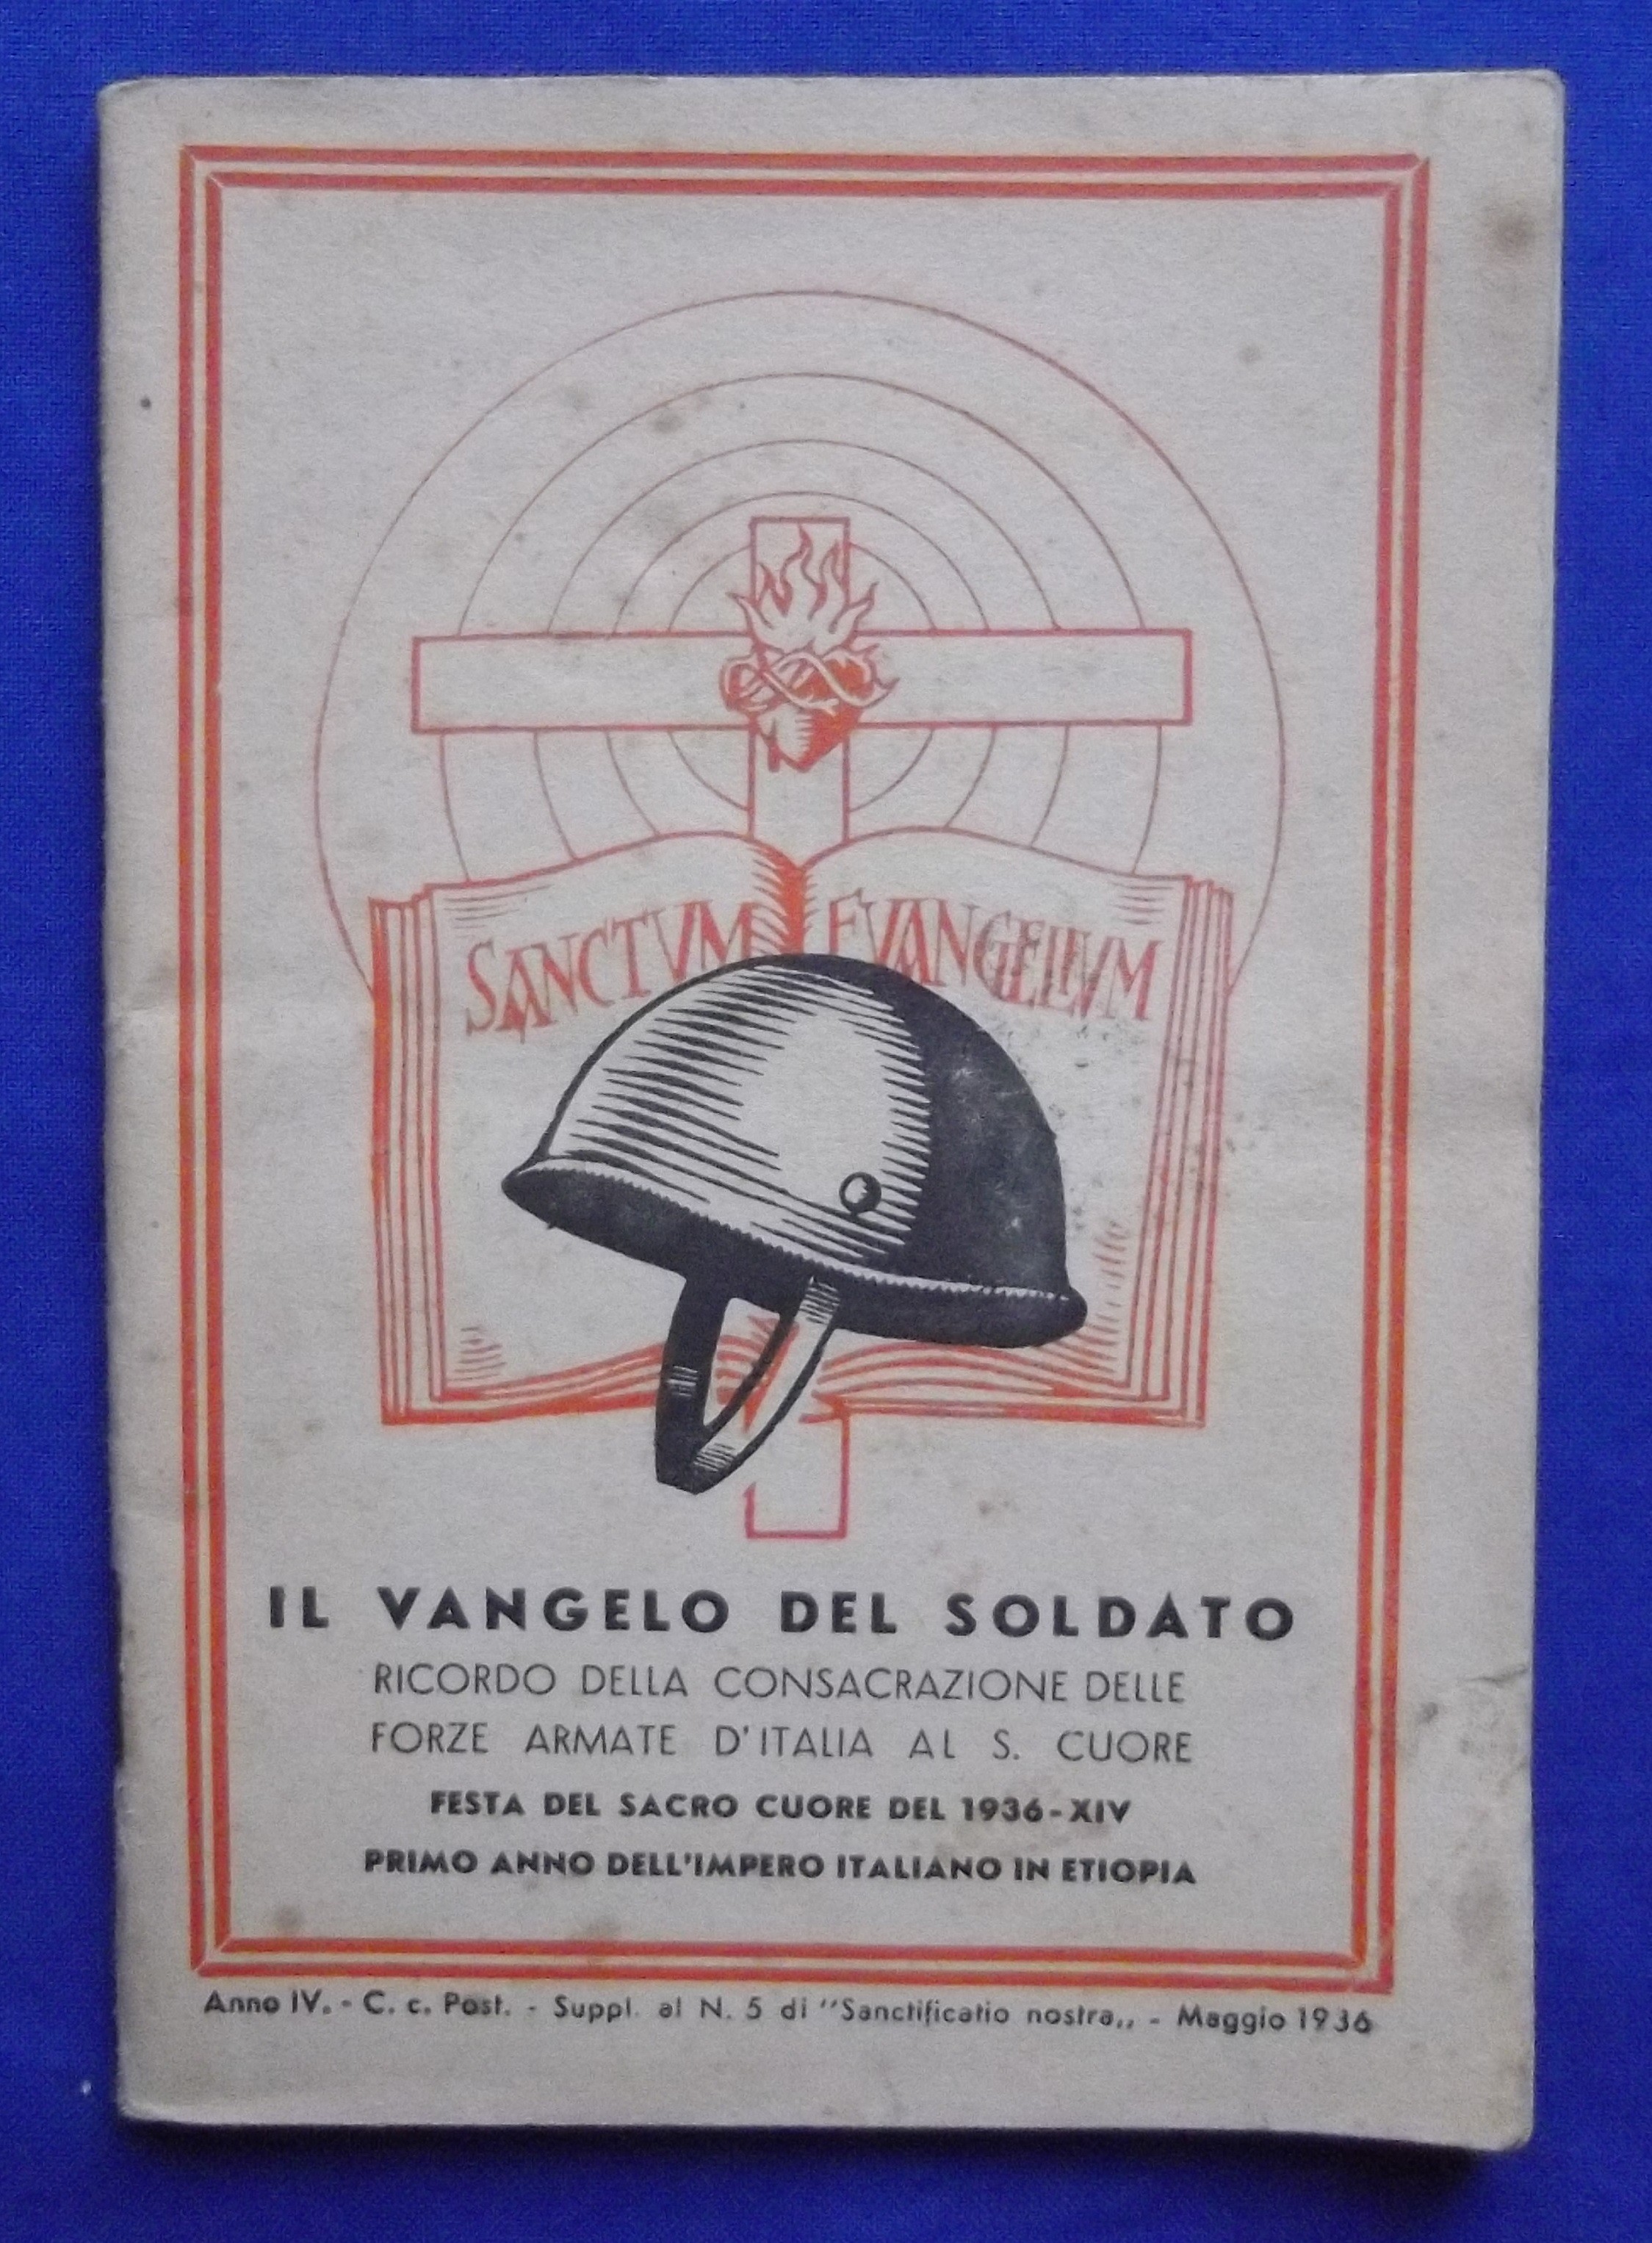 SANCTVM EVANGELIVM
IL VANGELO DEL SOLDATO
RICORDO DELLA CONSACRAZIONE DELLE
FORZE ARMATE D'ITALIA AL S. CUORE
FESTA DEL SACRO CUORE DEL 1936-XIV
PRIMO ANNO DELL'IMPERO ITALIANO IN ETIOPIA
Anno IV. - C. c. Post. - Suppl. al N. 5 di "Sanctificatio nostra,, - Maggio 1936